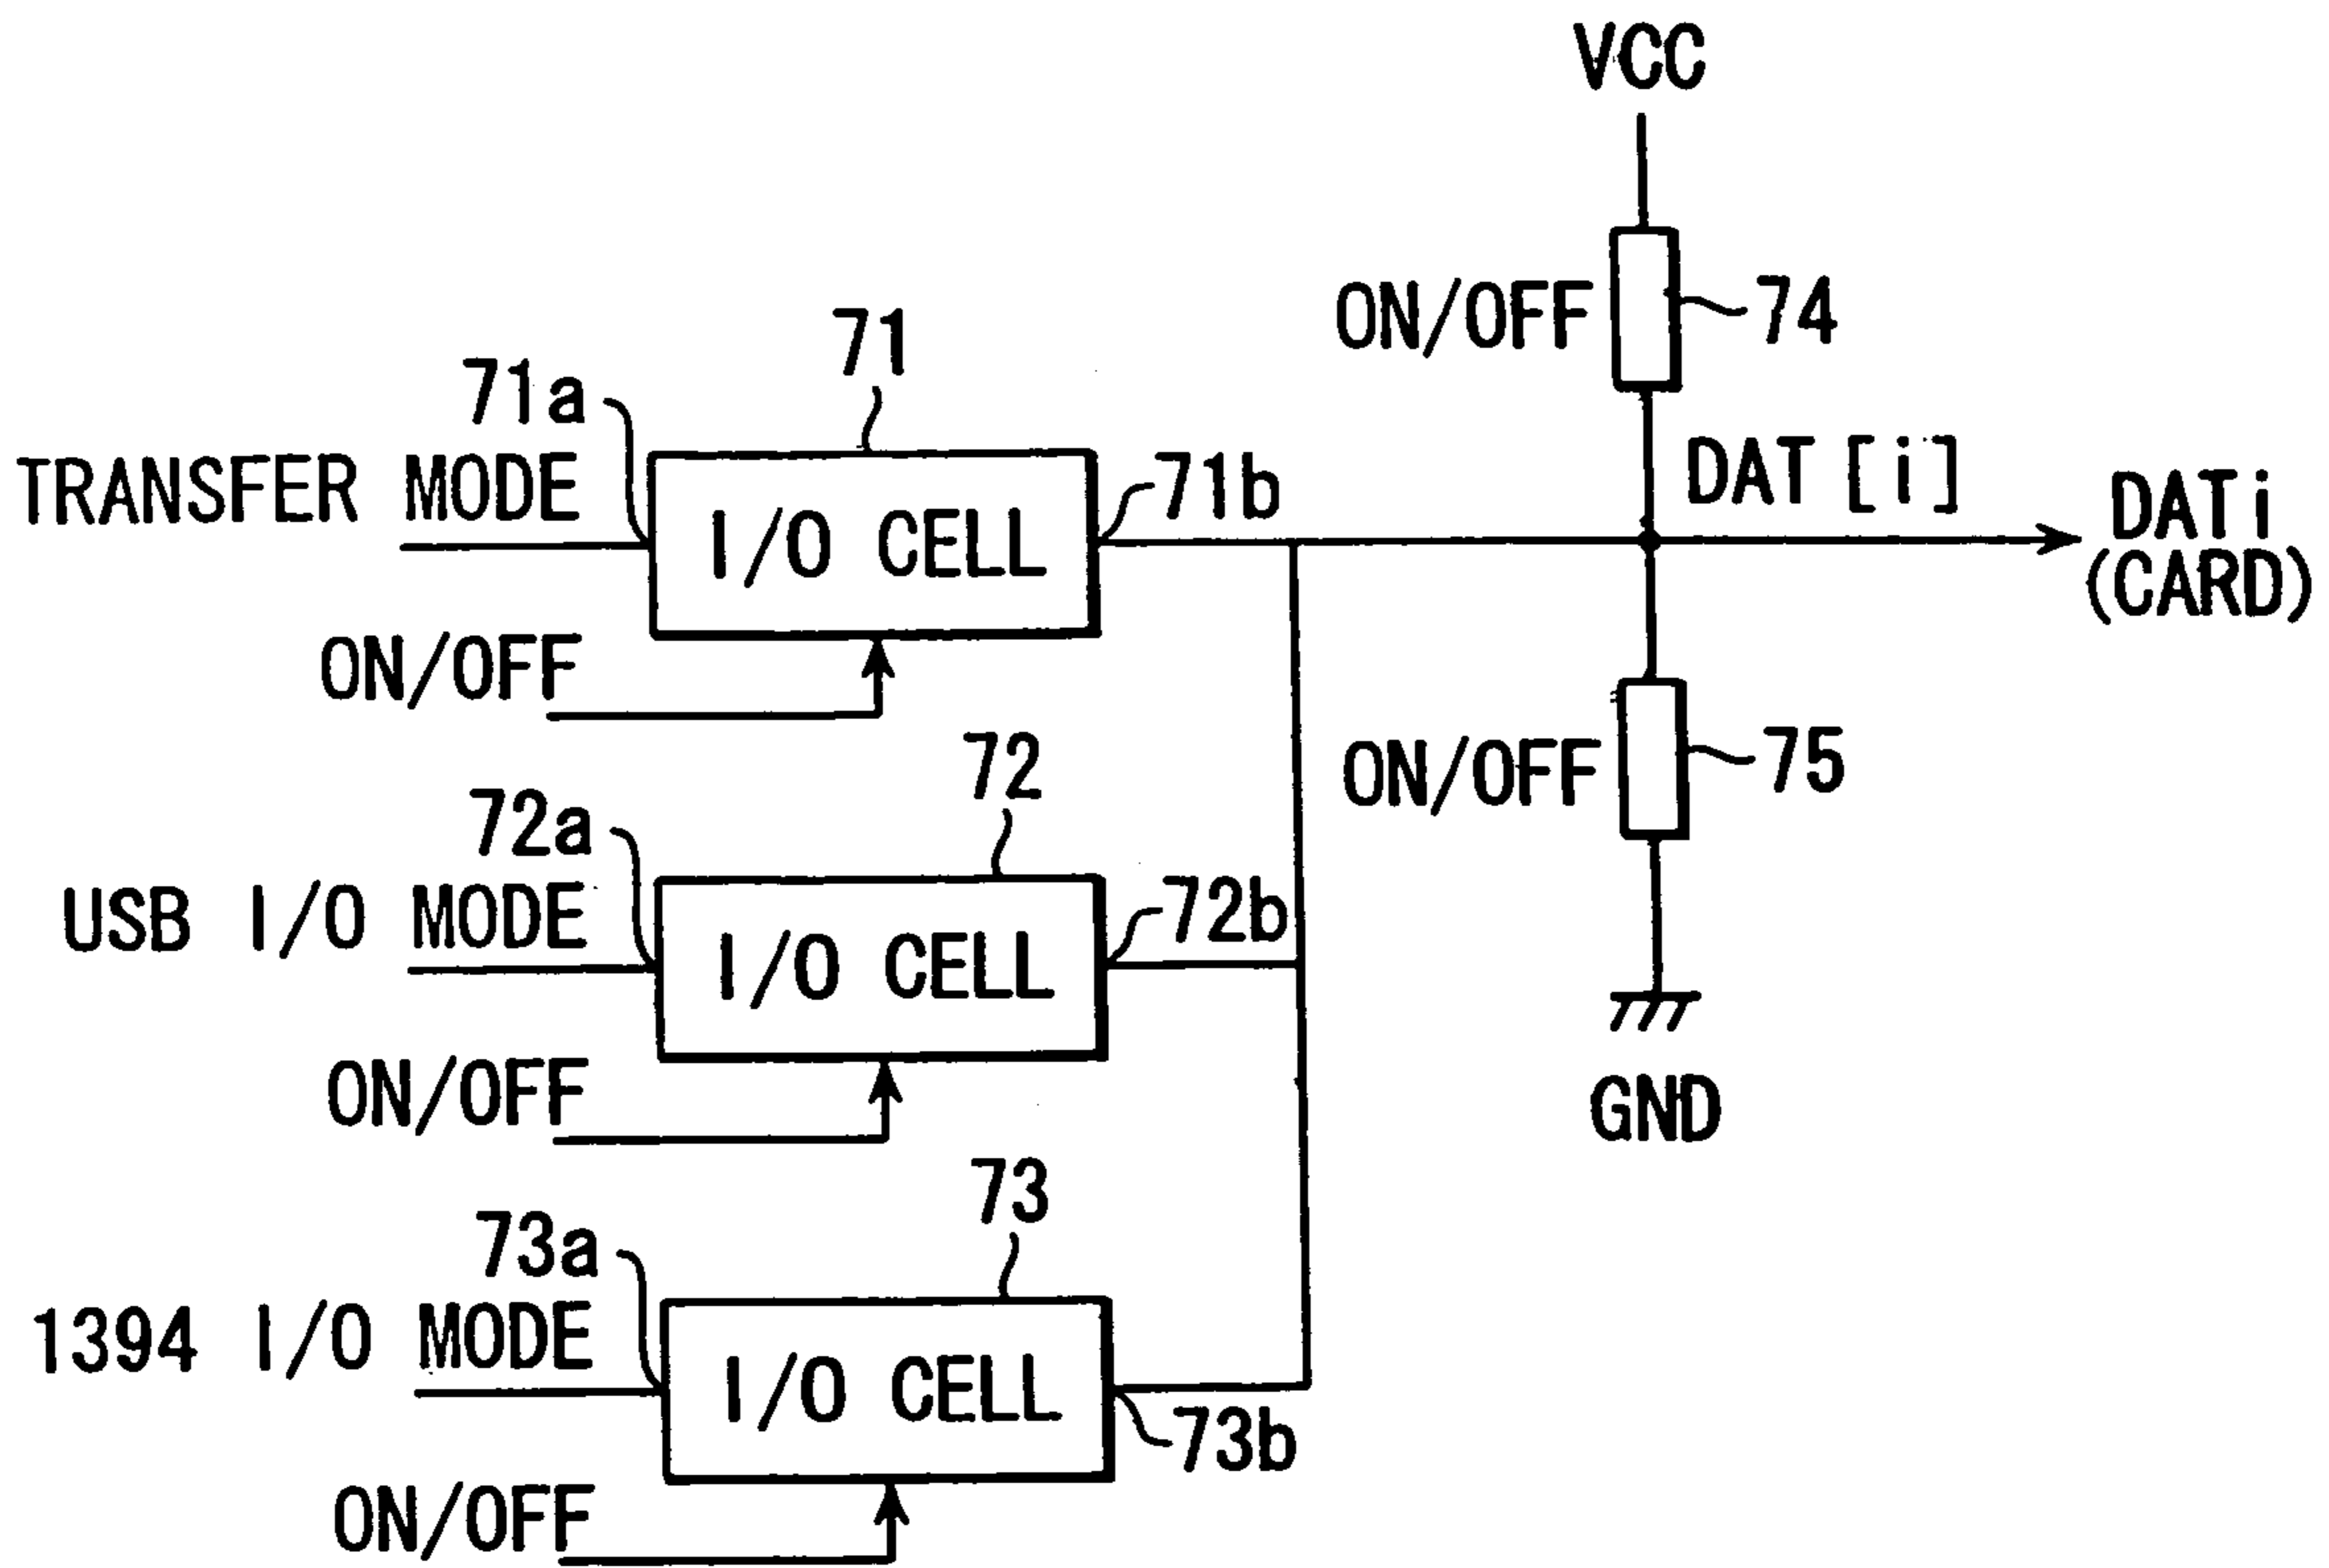 VCC
ON/OFF
74
71
71a
TRANSFER MODE
I/O CELL
71b
DAT [i]
DATi
(CARD)
ON/OFF
72
ON/OFF
75
72a
USB I/O MODE
I/O CELL
72b
ON/OFF
GND
73
73a
1394 I/O MODE
I/O CELL
73b
ON/OFF